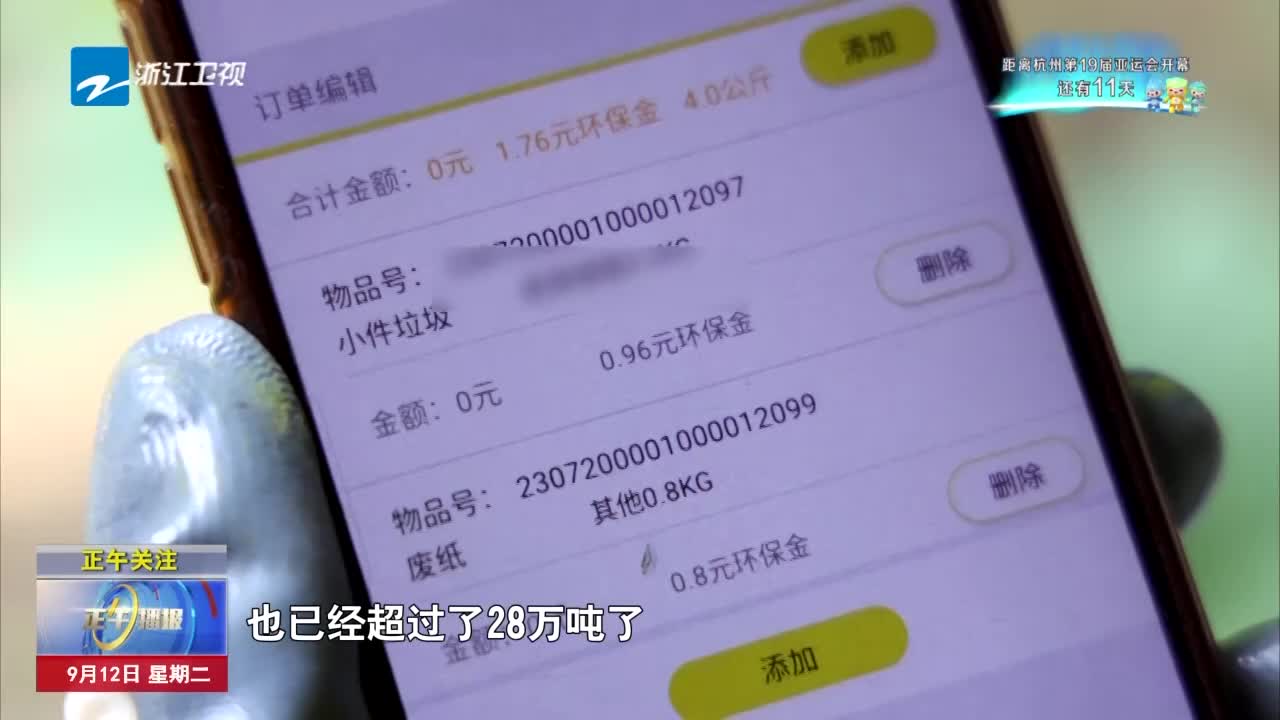 浙江卫视
距离杭州第19届亚运会开幕
还有11天
订单编辑
添加
合计金额：0元 1.76元环保金 4.0公斤
物品号：
0001000012097
小件垃圾
删除
金额：0元 0.96元环保金
物品号：2307200001000012099
废纸 其他0.8KG
删除
0.8元环保金
添加
正午关注
正午播报
9月12日 星期二
也已经超过了28万吨了